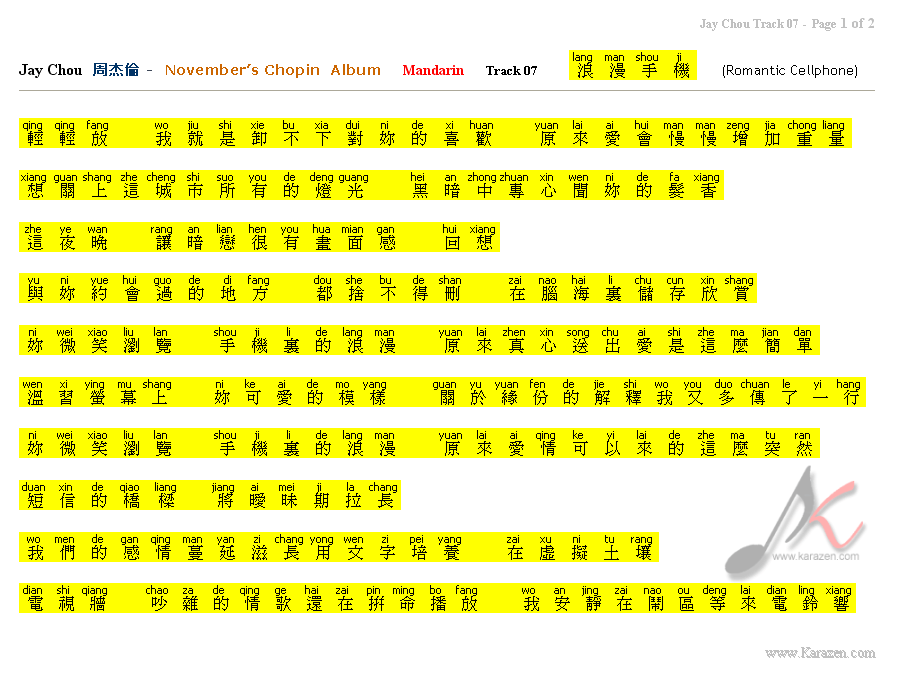 Jay Chou Track 07 - Page 1 of 2
lang man shou ji
Jay Chou 周杰倫 - November's Chopin Album Mandarin Track 07 浪漫手機 (Romantic Cellphone)
qing qing fang wo jiu shi xie bu xia dui ni de xi huan yuan lai ai hui man man zeng jia chong liang
輕輕放 我就是卸不下對妳的喜歡 原來愛會慢慢增加重量
xiang guan shang zhe cheng shi suo you de deng guang hei an zhong zhuan xin wen ni de fa xiang
想關上這城市所有的燈光 黑暗中專心聞妳的髮香
zhe ye wan rang an lian hen you hua mian gan hui xiang
這夜晚 讓暗戀很有畫面感 回想
yu ni yue hui guo de di fang dou she bu de shan zai nao hai li chu cun xin shang
與妳約會過的地方 都捨不得刪 在腦海裏儲存欣賞
ni wei xiao liu lan shou ji li de lang man yuan lai zhen xin song chu ai shi zhe ma jian dan
妳微笑瀏覽 手機裏的浪漫 原來真心送出愛是這麼簡單
wen xi ying mu shang ni ke ai de mo yang guan yu yuan fen de jie shi wo you duo chuan le yi hang
溫習螢幕上 妳可愛的模樣 關於緣份的解釋我又多傳了一行
ni wei xiao liu lan shou ji li de lang man yuan lai ai qing ke yi lai de zhe ma tu ran
妳微笑瀏覽 手機裏的浪漫 原來愛情可以來的這麼突然
duan xin de qiao liang jiang ai mei ji la chang
短信的橋樑 將曖昧期拉長
wo men de gan qing man yan zi chang yong wen zi pei yang zai xu ni tu rang
我們的感情蔓延滋長用文字培養 在虛擬土壤
dian shi qiang chao za de qing ge hai zai pin ming bo fang wo an jing zai nao ou deng lai dian ling xiang
電視牆 吵雜的情歌還在拚命播放 我安靜在鬧區等來電鈴響
www.karazen.com
www.Karazen.com